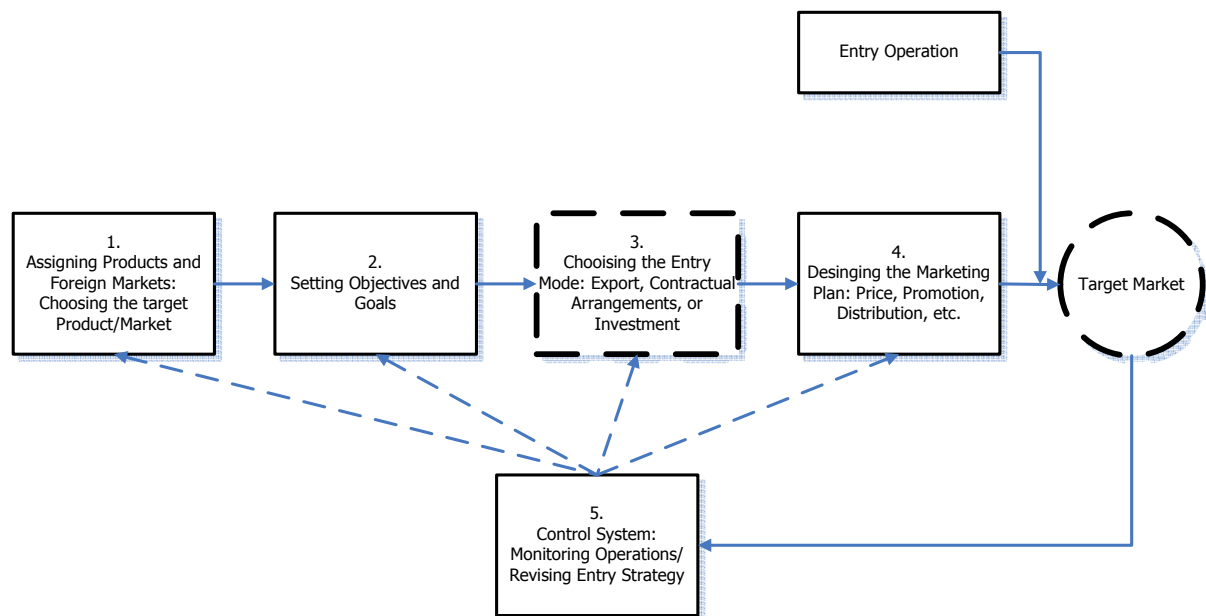 Entry Operation
1.
Assigning Products and
Foreign Markets:
Choosing the target
Product/Market
2.
Setting Objectives and
Goals
3.
Chooising the Entry
Mode: Export, Contractual
Arrangements, or
Investment
4.
Desinging the Marketing
Plan: Price, Promotion,
Distribution, etc.
Target Market
5.
Control System:
Monitoring Operations/
Revising Entry Strategy